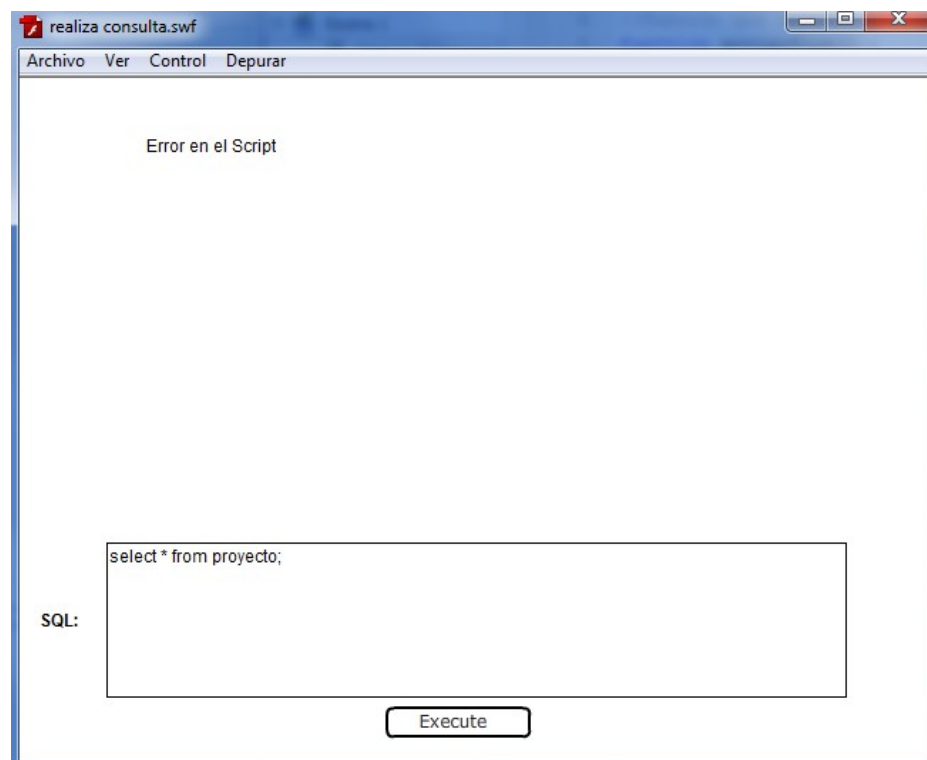 realiza consulta.swf
Archivo Ver Control Depurar
Error en el Script
select * from proyecto;
SQL:
Execute